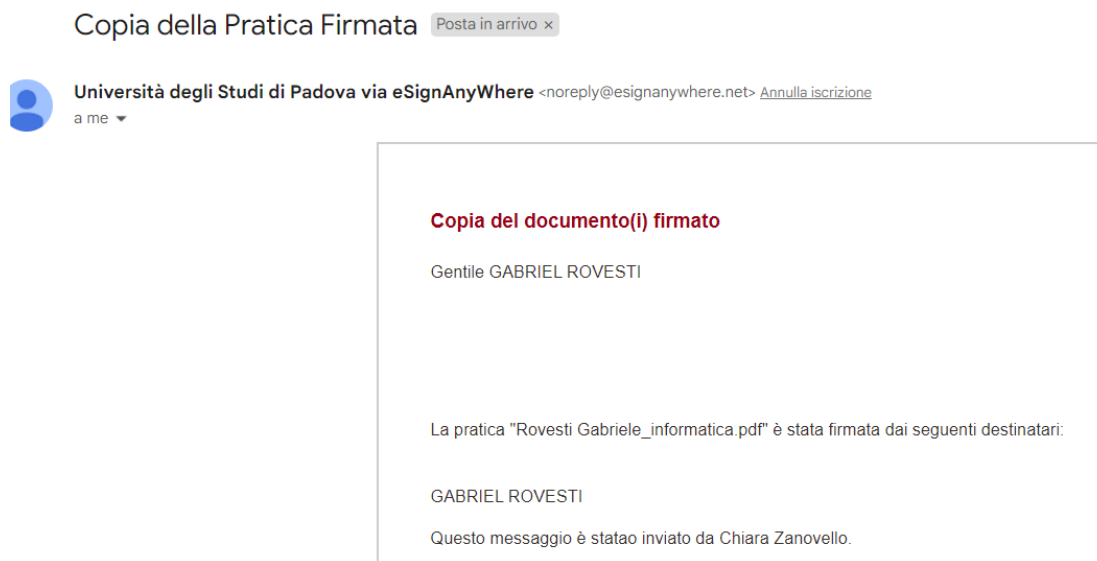 Copia della Pratica Firmata Posta in arrivo ×
Università degli Studi di Padova via eSignAnyWhere <noreply@esignanywhere.net> Annulla iscrizione
a me
Copia del documento(i) firmato
Gentile GABRIEL ROVESTI
La pratica "Rovesti Gabriele_informatica.pdf" è stata firmata dai seguenti destinatari:
GABRIEL ROVESTI
Questo messaggio è statao inviato da Chiara Zanovello.